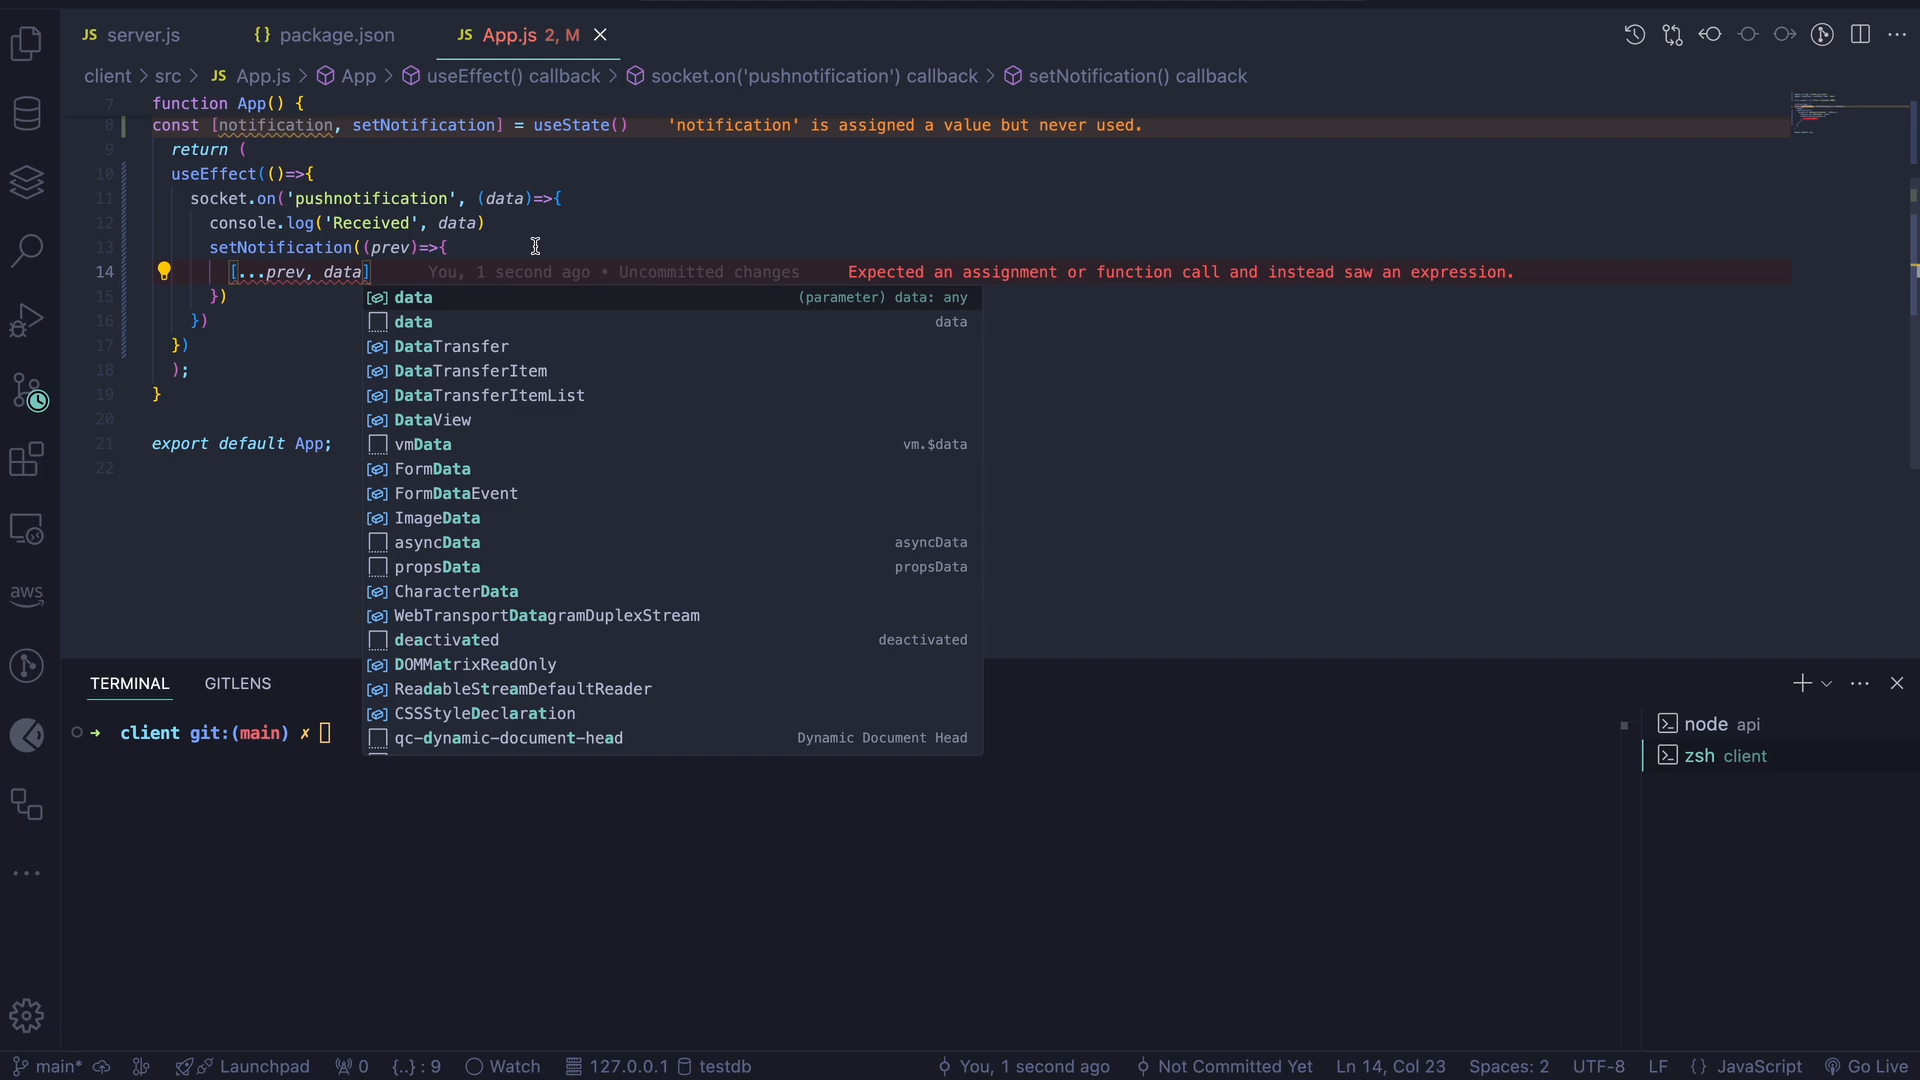 JS server.js {} package.json JS App.js 2, M
client > src > JS App.js > App > useEffect() callback > socket.on('pushnotification') callback > setNotification() callback
7 function App() {
8 const [notification, setNotification] = useState() 'notification' is assigned a value but never used.
9 return (
10 useEffect(()=>{
11 socket.on('pushnotification', (data)=>{
12 console.log('Received', data)
13 setNotification((prev)=>{
14 [...prev, data] You, 1 second ago • Uncommitted changes Expected an assignment or function call and instead saw an expression.
15 })
16 })
17 })
18 );
19 }
20
21 export default App;
22
data (parameter) data: any
data data
DataTransfer
DataTransferItem
DataTransferItemList
DataView
vmData vm.$data
FormData
FormDataEvent
ImageData
asyncData asyncData
propsData propsData
CharacterData
WebTransportDatagramDuplexStream
deactivated deactivated
DOMMatrixReadOnly
ReadableStreamDefaultReader
CSSStyleDeclaration
qc-dynamic-document-head Dynamic Document Head
aws
TERMINAL GITLENS
➜ client git:(main) ✗
node api
zsh client
main* Launchpad 0 {..} : 9 Watch 127.0.0.1 testdb You, 1 second ago Not Committed Yet Ln 14, Col 23 Spaces: 2 UTF-8 LF {} JavaScript Go Live